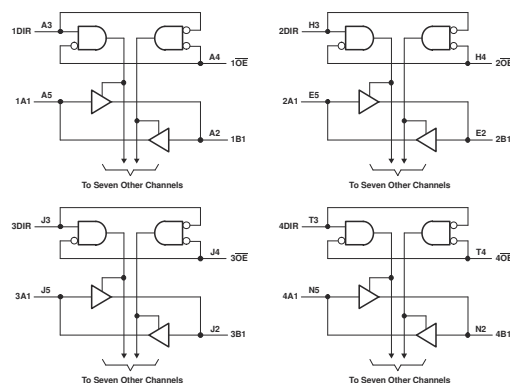 1DIR A3
A4 1OE
1A1 A5
A2 1B1
To Seven Other Channels
2DIR H3
H4 2OE
2A1 E5
E2 2B1
To Seven Other Channels
3DIR J3
J4 3OE
3A1 J5
J2 3B1
To Seven Other Channels
4DIR T3
T4 4OE
4A1 N5
N2 4B1
To Seven Other Channels